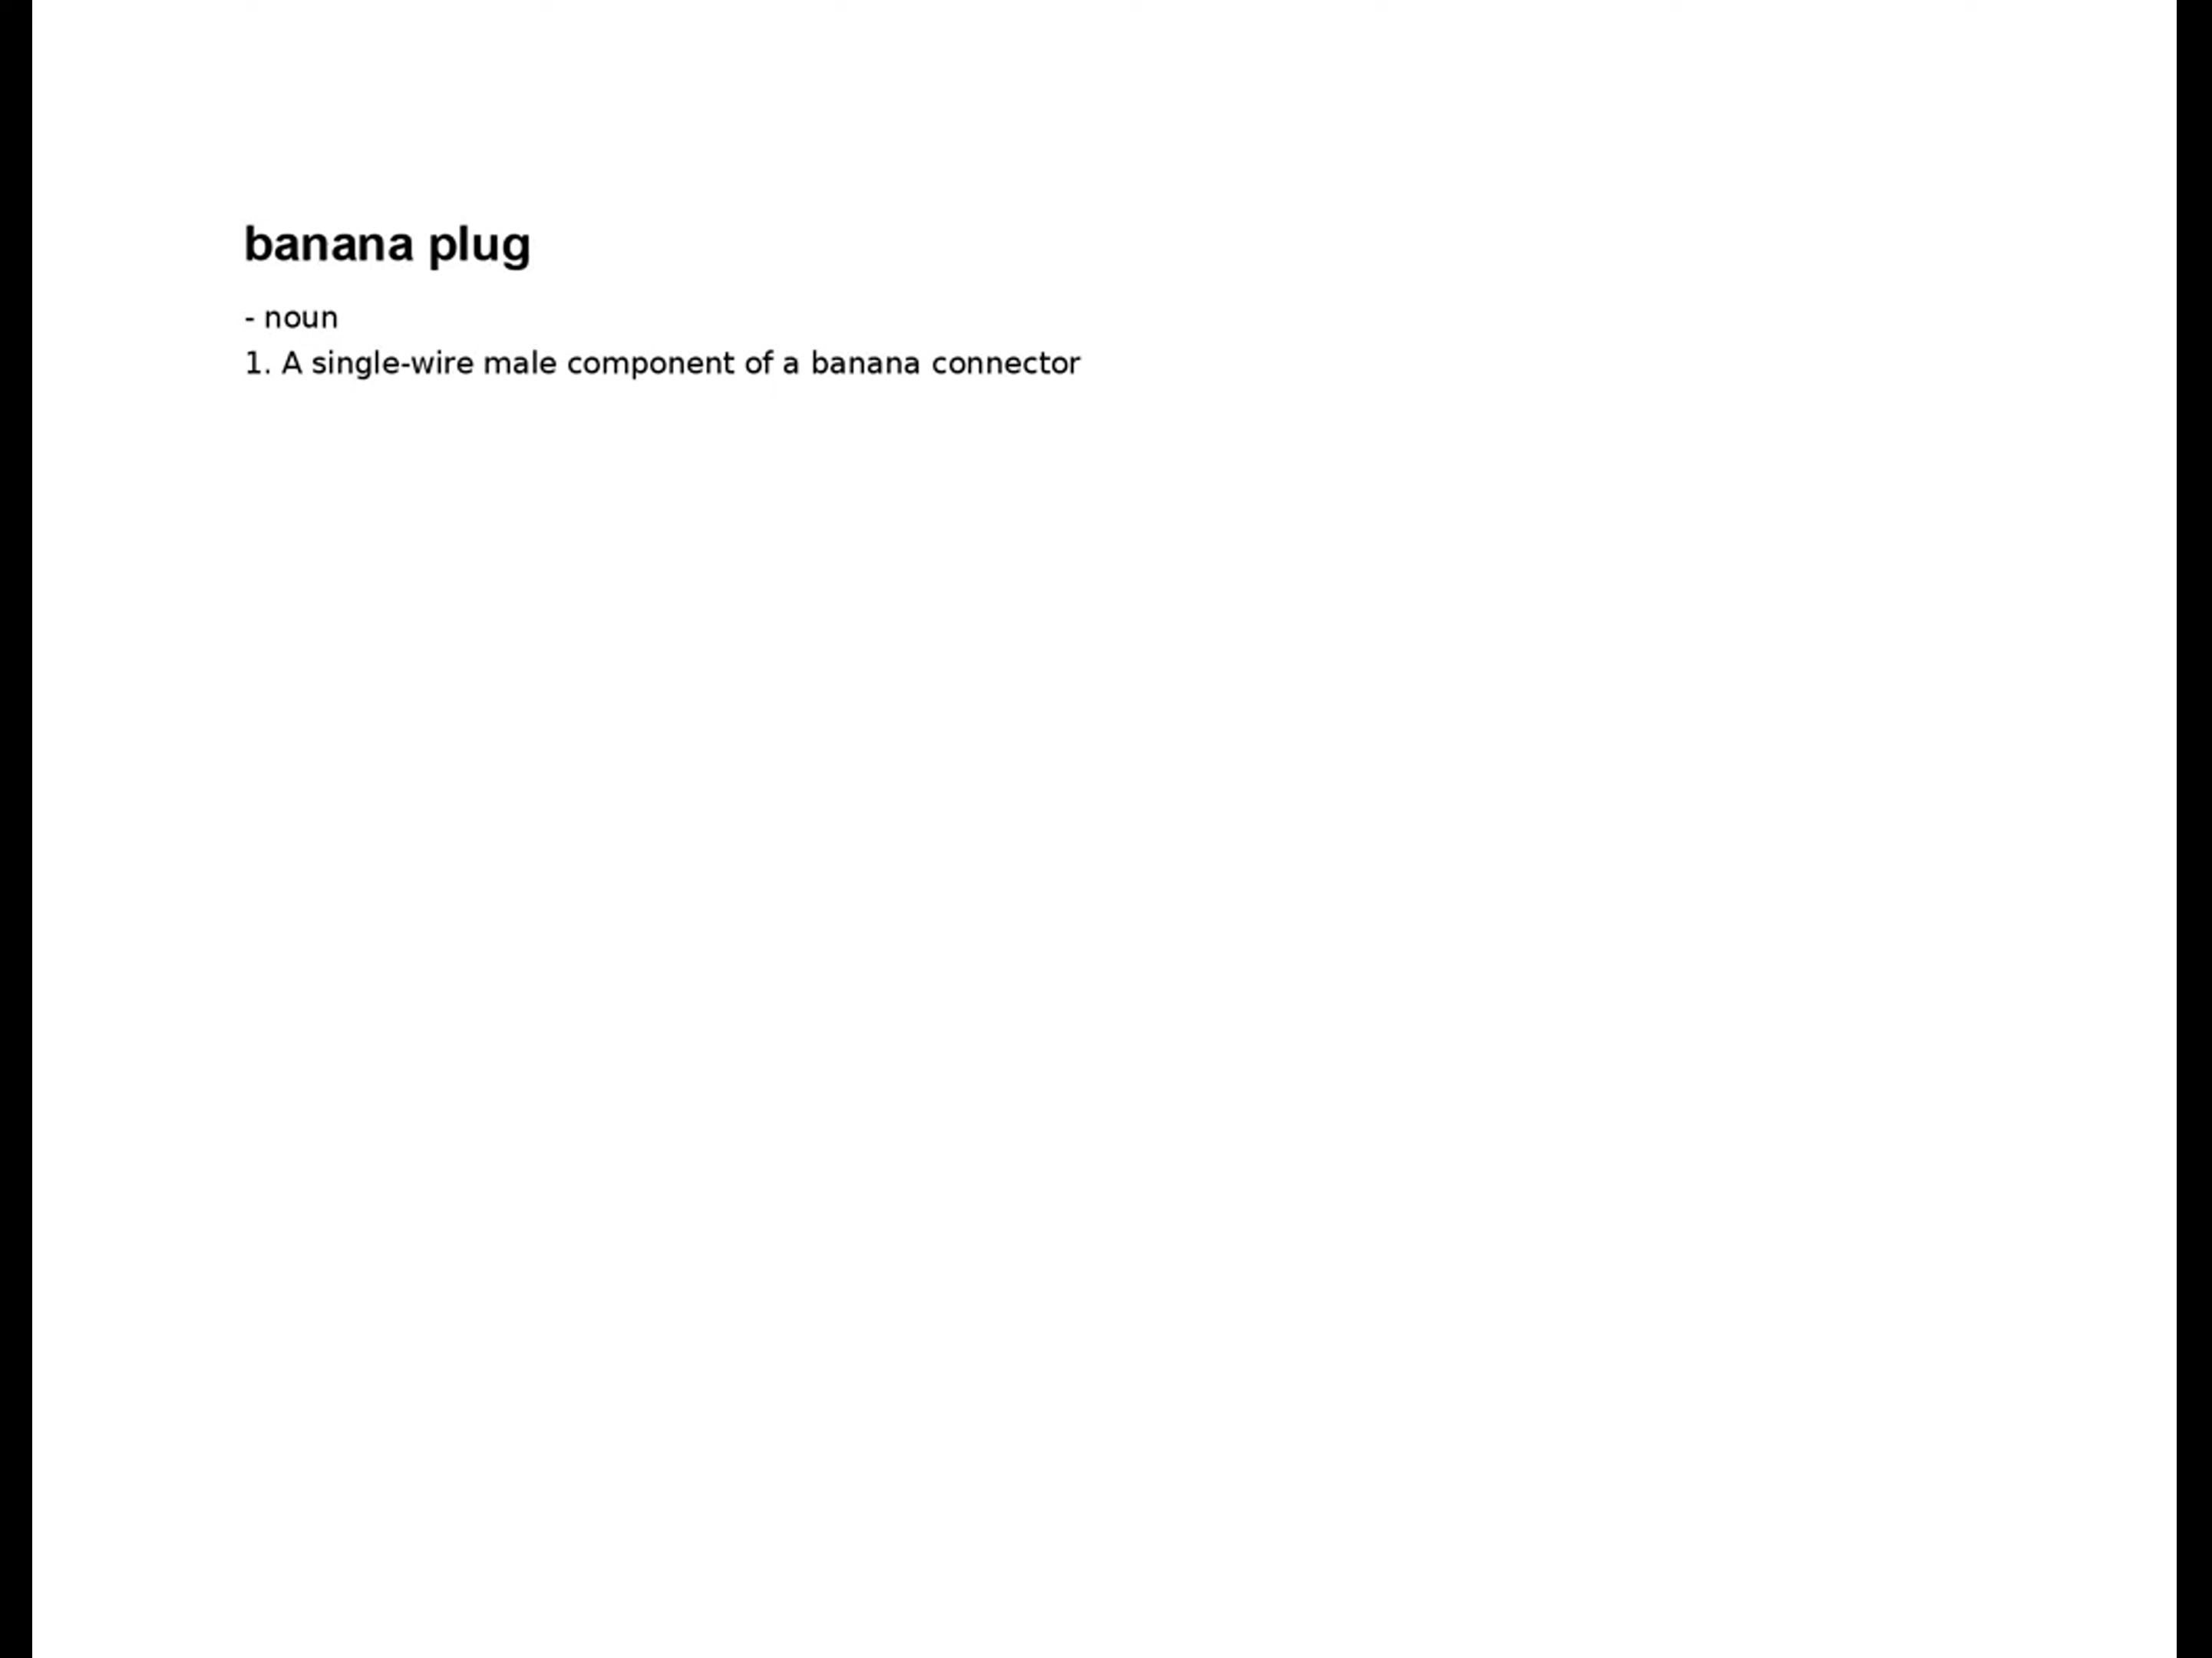 banana plug
- noun
1. A single-wire male component of a banana connector